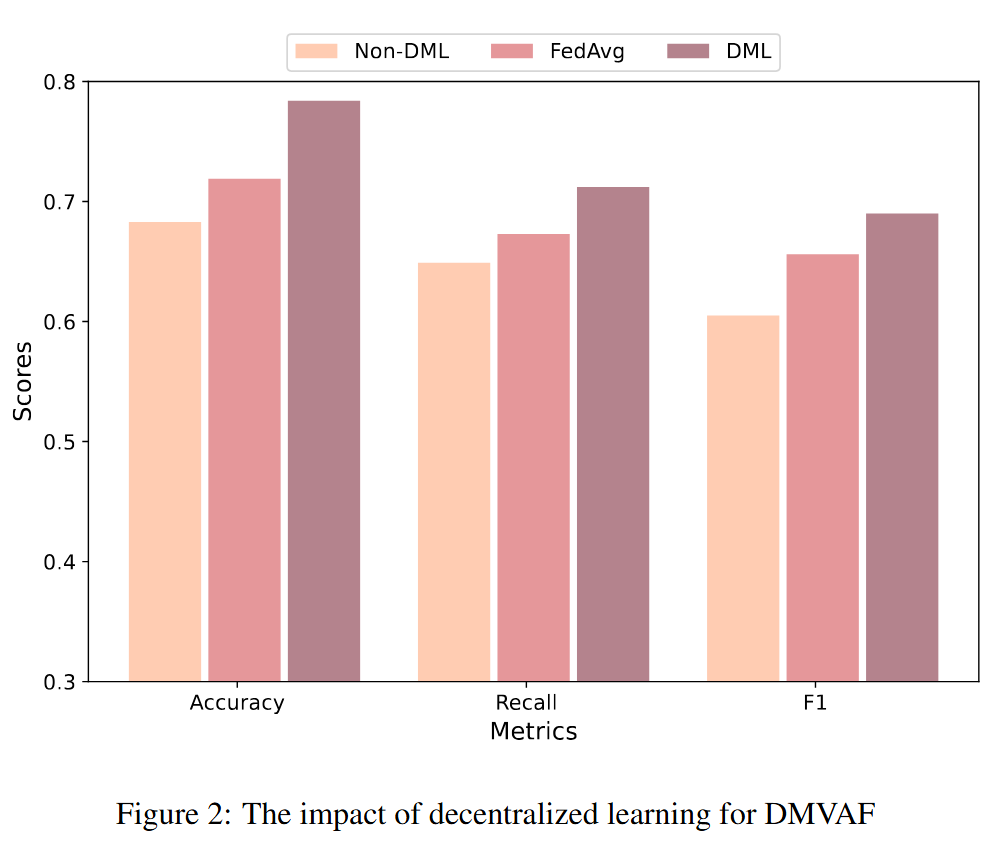 Non-DML FedAvg DML
0.8
0.7
0.6
0.5
0.4
0.3
Scores
Accuracy Recall F1
Metrics
Figure 2: The impact of decentralized learning for DMVAF